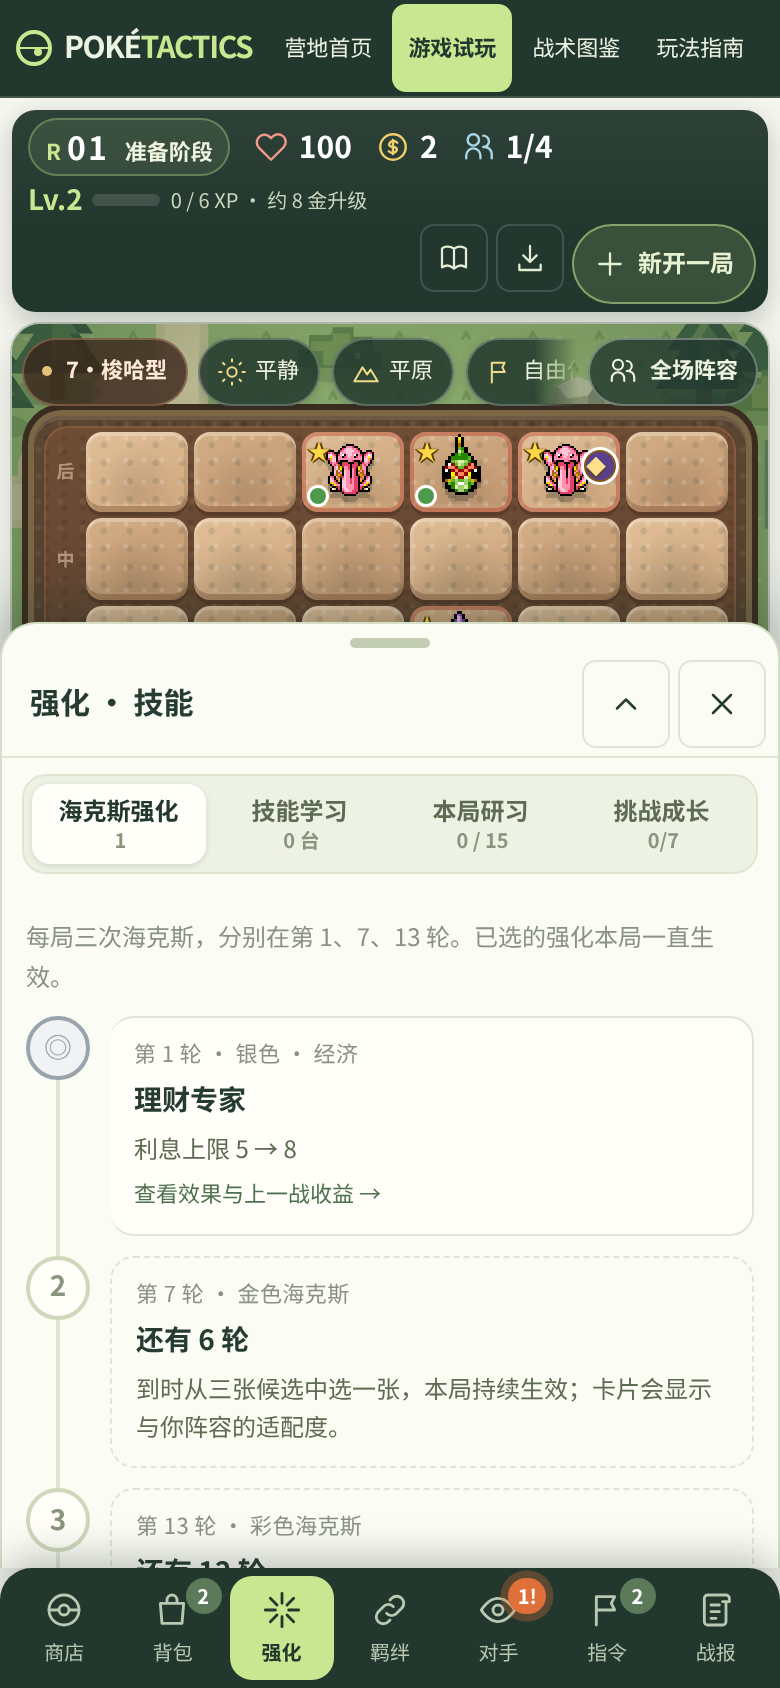 POKÉTACTICS 营地首页 游戏试玩 战术图鉴 玩法指南
R 01 准备阶段 100 2 1/4
Lv.2 0 / 6 XP • 约 8 金升级
新开一局
7 • 梭哈型 平静 平原 自由 全场阵容
后
中
强化 • 技能
海克斯强化 技能学习 本局研习 挑战成长
1 0 台 0 / 15 0/7
每局三次海克斯，分别在第 1、7、13 轮。已选的强化本局一直生
效。
第 1 轮 • 银色 • 经济
理财专家
利息上限 5 → 8
查看效果与上一战收益 →
2
第 7 轮 • 金色海克斯
还有 6 轮
到时从三张候选中选一张，本局持续生效；卡片会显示
与你阵容的适配度。
3
第 13 轮 • 彩色海克斯
还有 12 轮
2 1! 2
商店 背包 强化 羁绊 对手 指令 战报